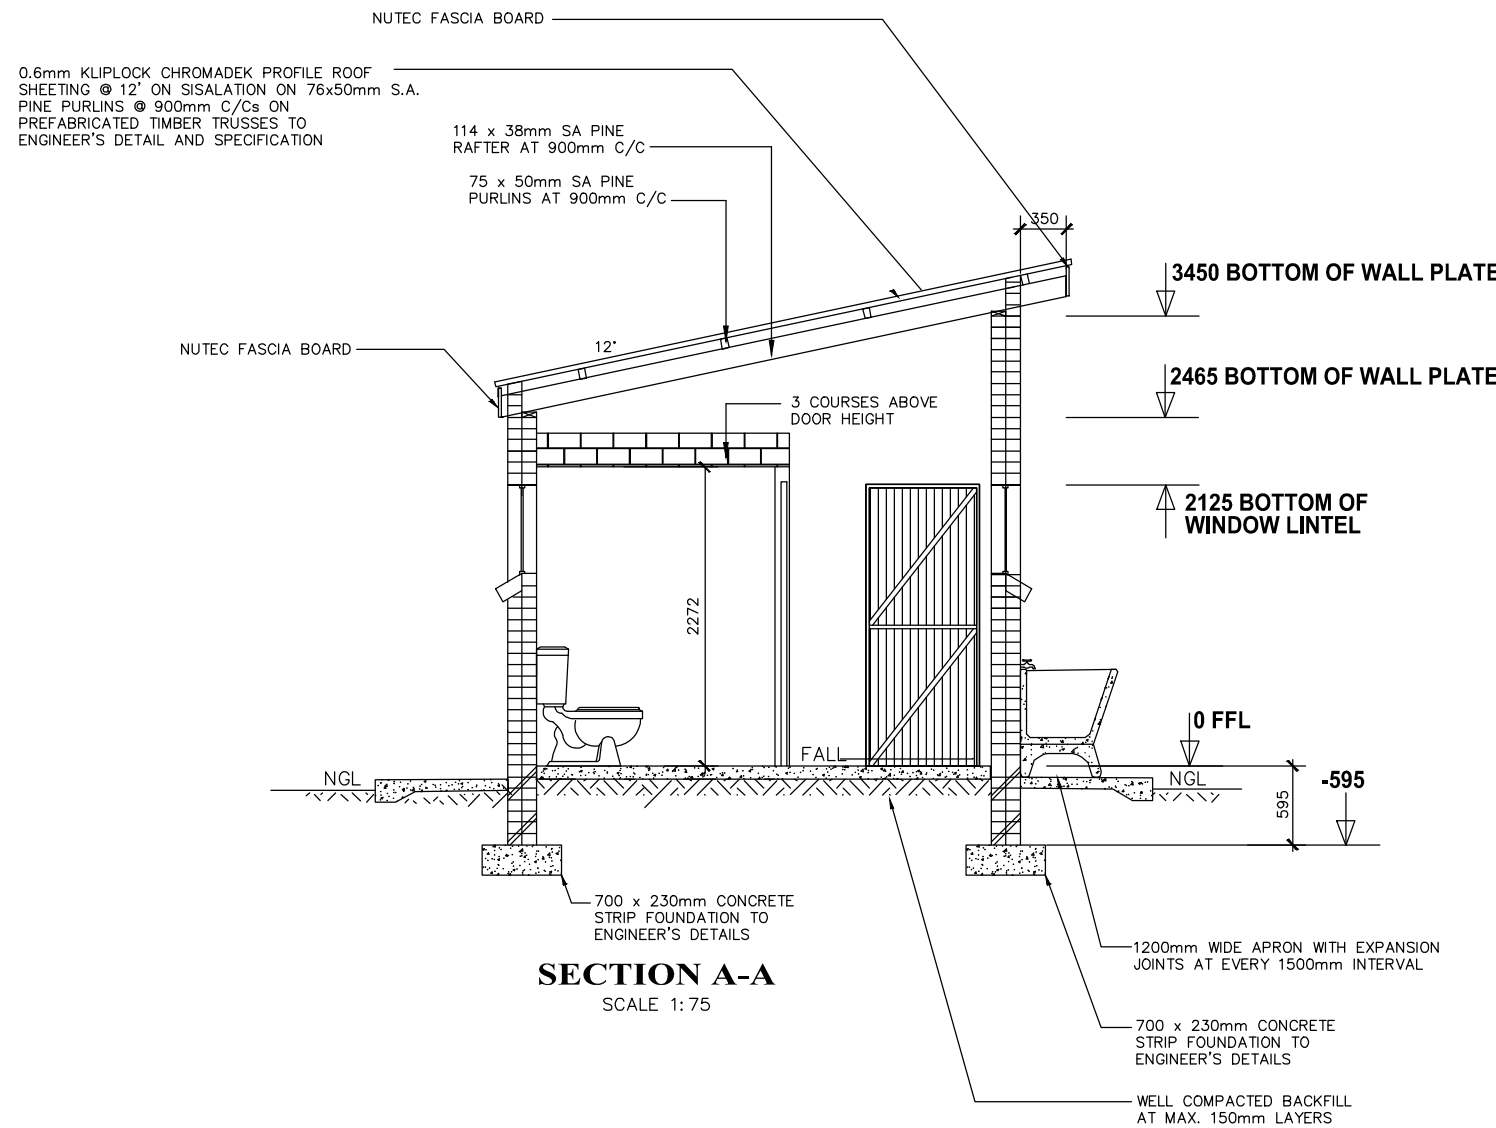 NUTEC FASCIA BOARD
0.6mm KLIPLOCK CHROMADEK PROFILE ROOF
SHEETING @ 12' ON SISALATION ON 76x50mm S.A.
PINE PURLINS @ 900mm C/Cs ON
PREFABRICATED TIMBER TRUSSES TO
ENGINEER'S DETAIL AND SPECIFICATION
114 x 38mm SA PINE
RAFTER AT 900mm C/C
75 x 50mm SA PINE
PURLINS AT 900mm C/C
350
3450 BOTTOM OF WALL PLATE
12°
NUTEC FASCIA BOARD
2465 BOTTOM OF WALL PLATE
3 COURSES ABOVE
DOOR HEIGHT
2125 BOTTOM OF
WINDOW LINTEL
2272
0 FFL
FALL
NGL
NGL
-595
595
700 x 230mm CONCRETE
STRIP FOUNDATION TO
ENGINEER'S DETAILS
1200mm WIDE APRON WITH EXPANSION
JOINTS AT EVERY 1500mm INTERVAL
SECTION A-A
SCALE 1:75
700 x 230mm CONCRETE
STRIP FOUNDATION TO
ENGINEER'S DETAILS
WELL COMPACTED BACKFILL
AT MAX. 150mm LAYERS